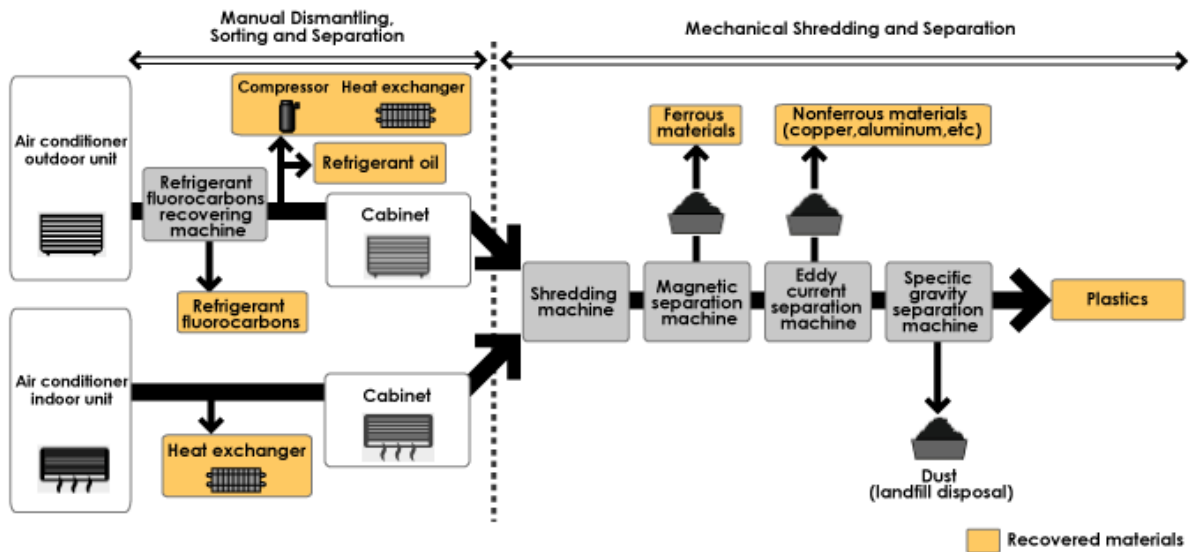 Manual Dismantling,
Sorting and Separation
Mechanical Shredding and Separation
Air conditioner
outdoor unit
Compressor
Heat exchanger
Refrigerant oil
Refrigerant
fluorocarbons
recovering
machine
Refrigerant
fluorocarbons
Cabinet
Air conditioner
indoor unit
Heat exchanger
Cabinet
Shredding
machine
Magnetic
separation
machine
Ferrous
materials
Eddy
current
separation
machine
Nonferrous materials
(copper,aluminum,etc)
Specific
gravity
separation
machine
Plastics
Dust
(landfill disposal)
Recovered materials